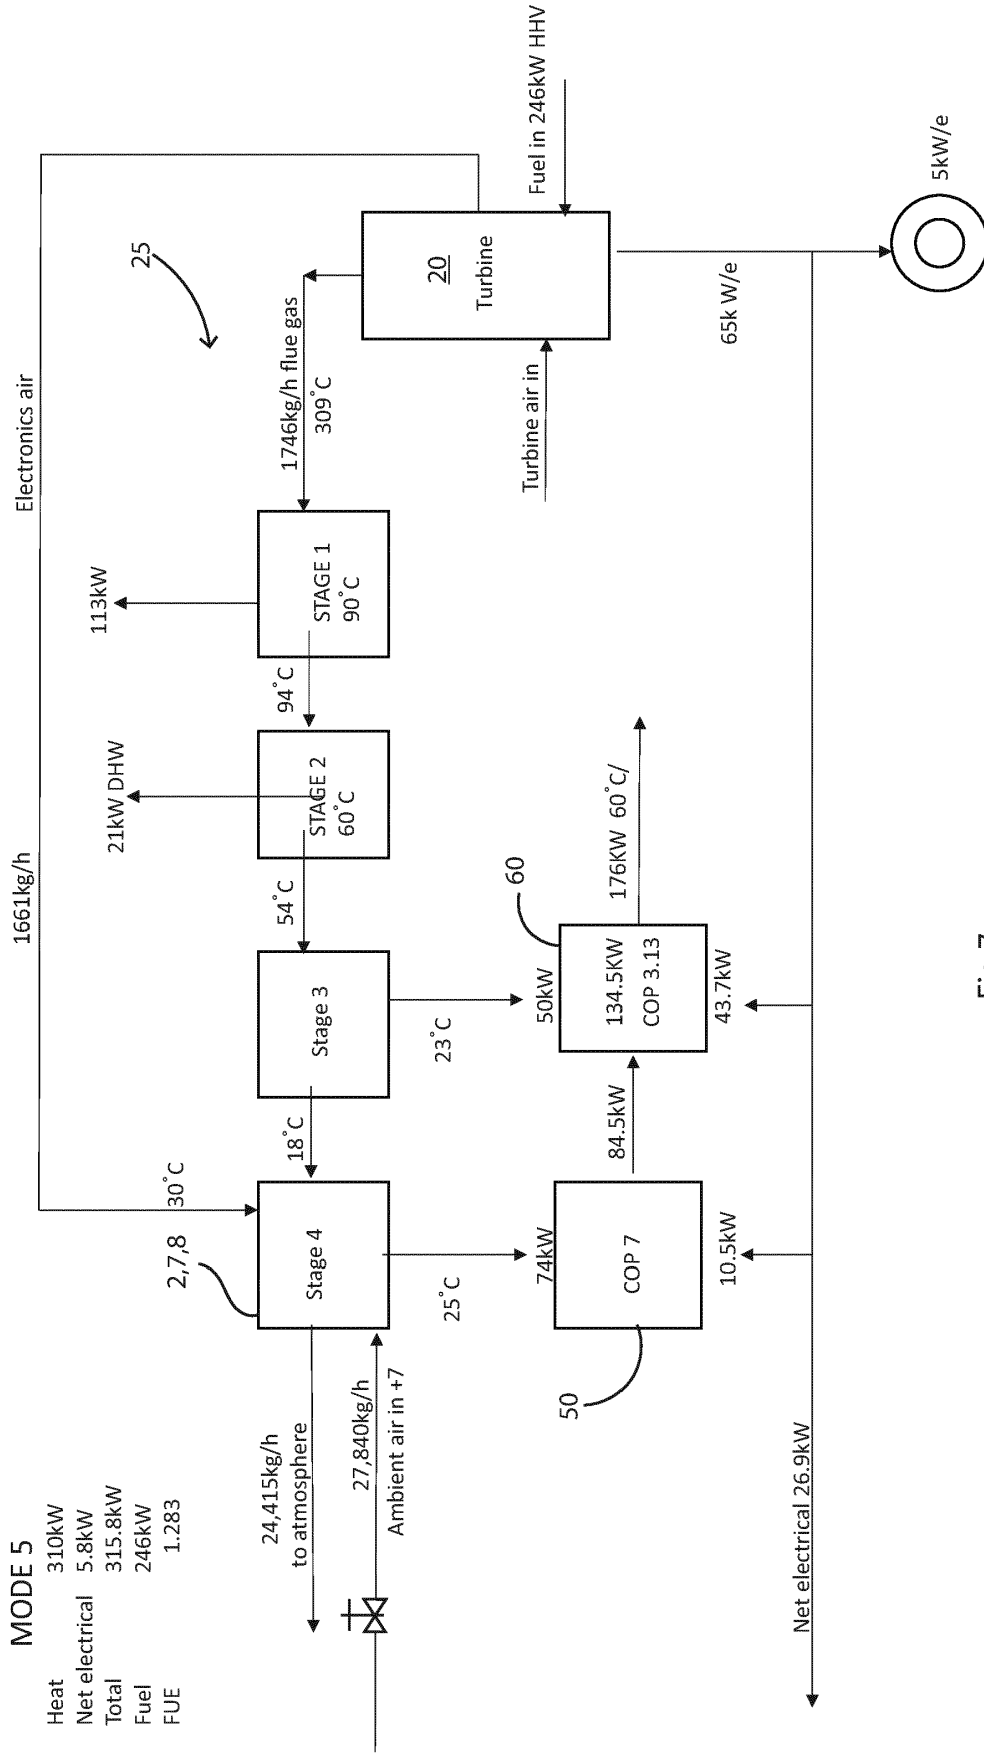 MODE 5
Heat 310kW
Net electrical 5.8kW
Total 315.8kW
Fuel 246kW
FUE 1.283
1661kg/h
Electronics air
25
2,7,8
30°C
21kW DHW
113kW
24,415kg/h
to atmosphere
27,840kg/h
Ambient air in +7
Stage 4
18°C
Stage 3
54°C
STAGE 2
60°C
94°C
STAGE 1
90°C
1746kg/h flue gas
309°C
20
Turbine
Fuel in 246kW HHV
Turbine air in
25°C
23°C
50
74kW
COP 7
10.5kW
84.5kW
60
50kW
134.5KW
COP 3.13
43.7kW
176KW 60°C/
65k W/e
5kW/e
Net electrical 26.9kW